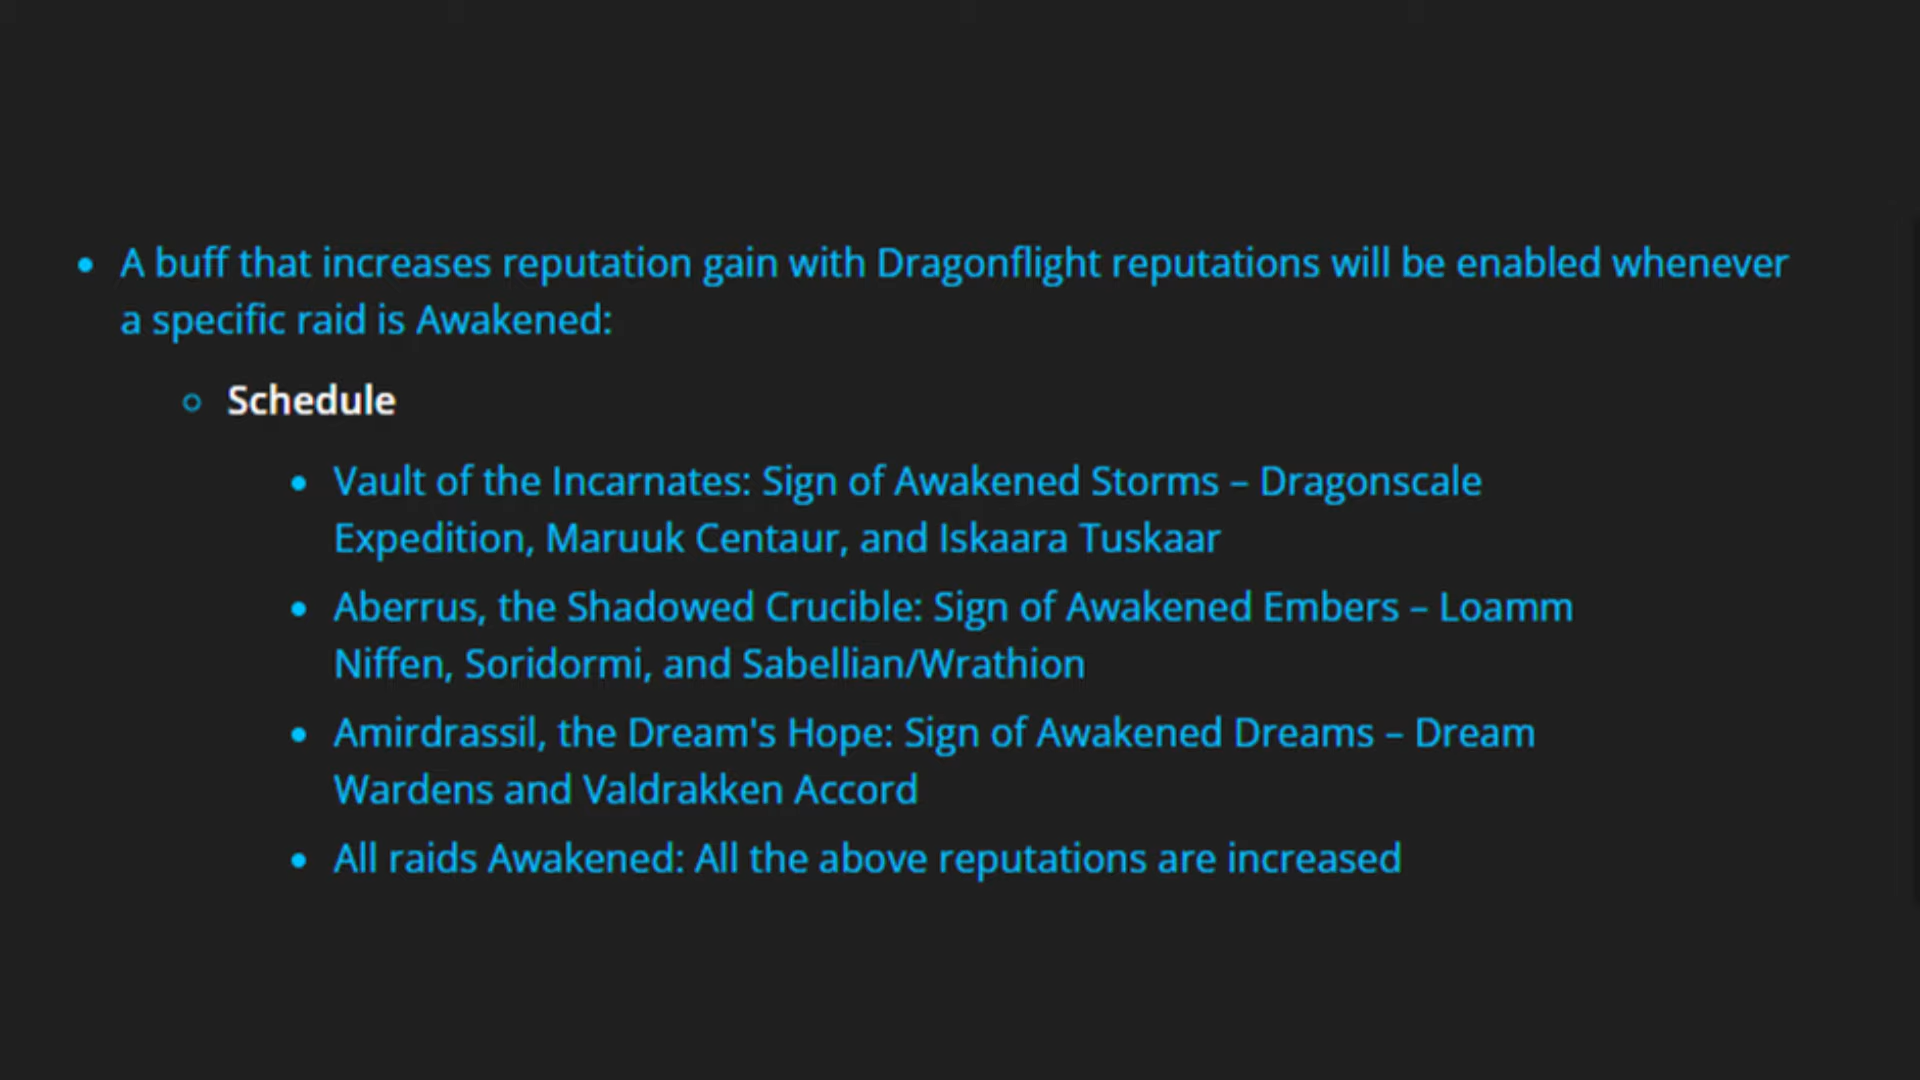 A buff that increases reputation gain with Dragonflight reputations will be enabled whenever
a specific raid is Awakened:
Schedule
Vault of the Incarnates: Sign of Awakened Storms – Dragonscale
Expedition, Maruuk Centaur, and Iskaara Tuskaar
Aberrus, the Shadowed Crucible: Sign of Awakened Embers – Loamm
Niffen, Soridormi, and Sabellian/Wrathion
Amirdrassil, the Dream's Hope: Sign of Awakened Dreams – Dream
Wardens and Valdrakken Accord
All raids Awakened: All the above reputations are increased